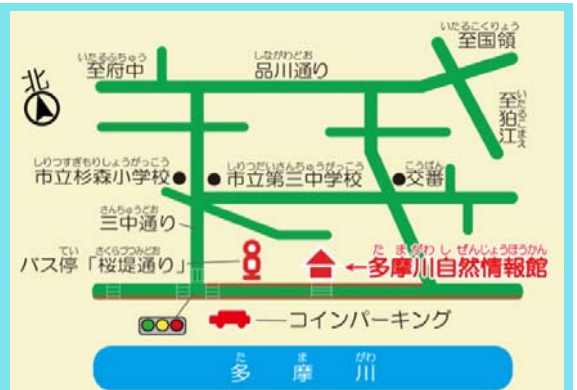 いたるこくりょう
至国領
いたるふちゅう
至府中
しながわどお
品川通り
北
いたるこまえ
至狛江
しりつすぎもりしょうがっこう
市立杉森小学校
しりつだいさんちゅうがっこう
市立第三中学校
こうばん
交番
さんちゅうどお
三中通り
てい さくらづつみどお
バス停「桜堤通り」
たまがわしぜんじょうほうかん
←多摩川自然情報館
コインパーキング
たまがわ
多摩川